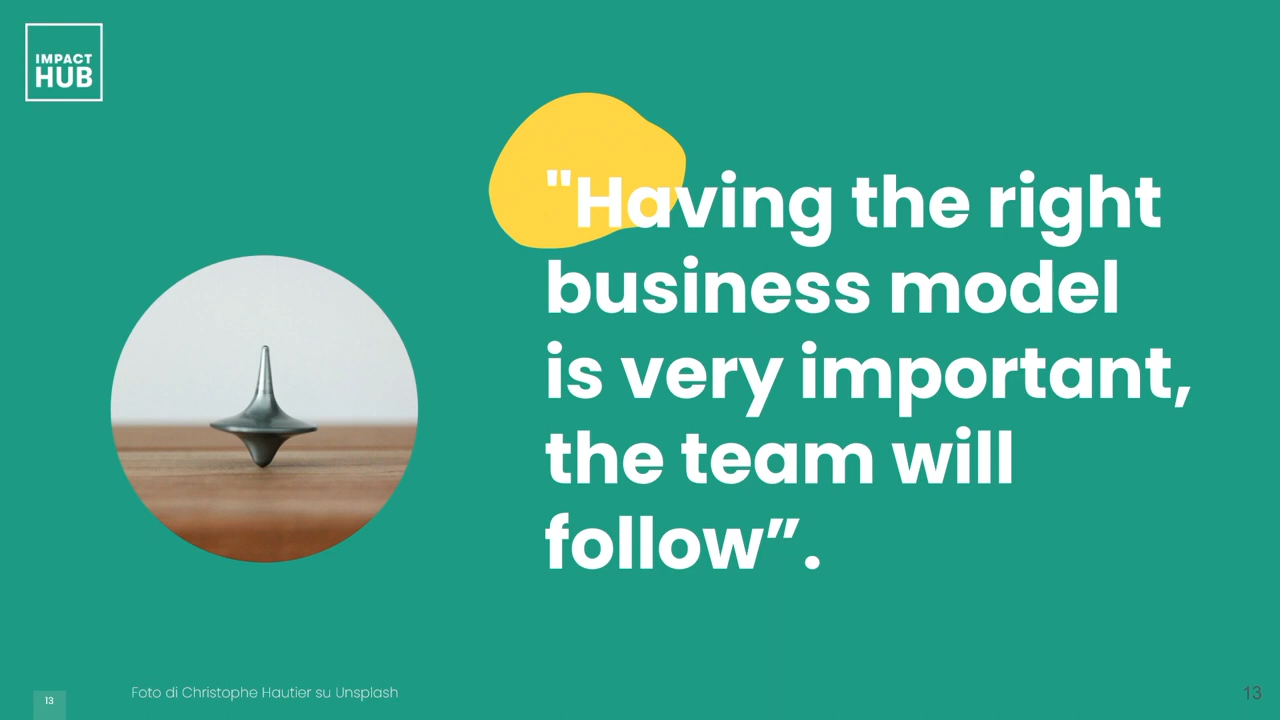 IMPACT
HUB
"Having the right
business model
is very important,
the team will
follow”.
13
Foto di Christophe Hautier su Unsplash
13